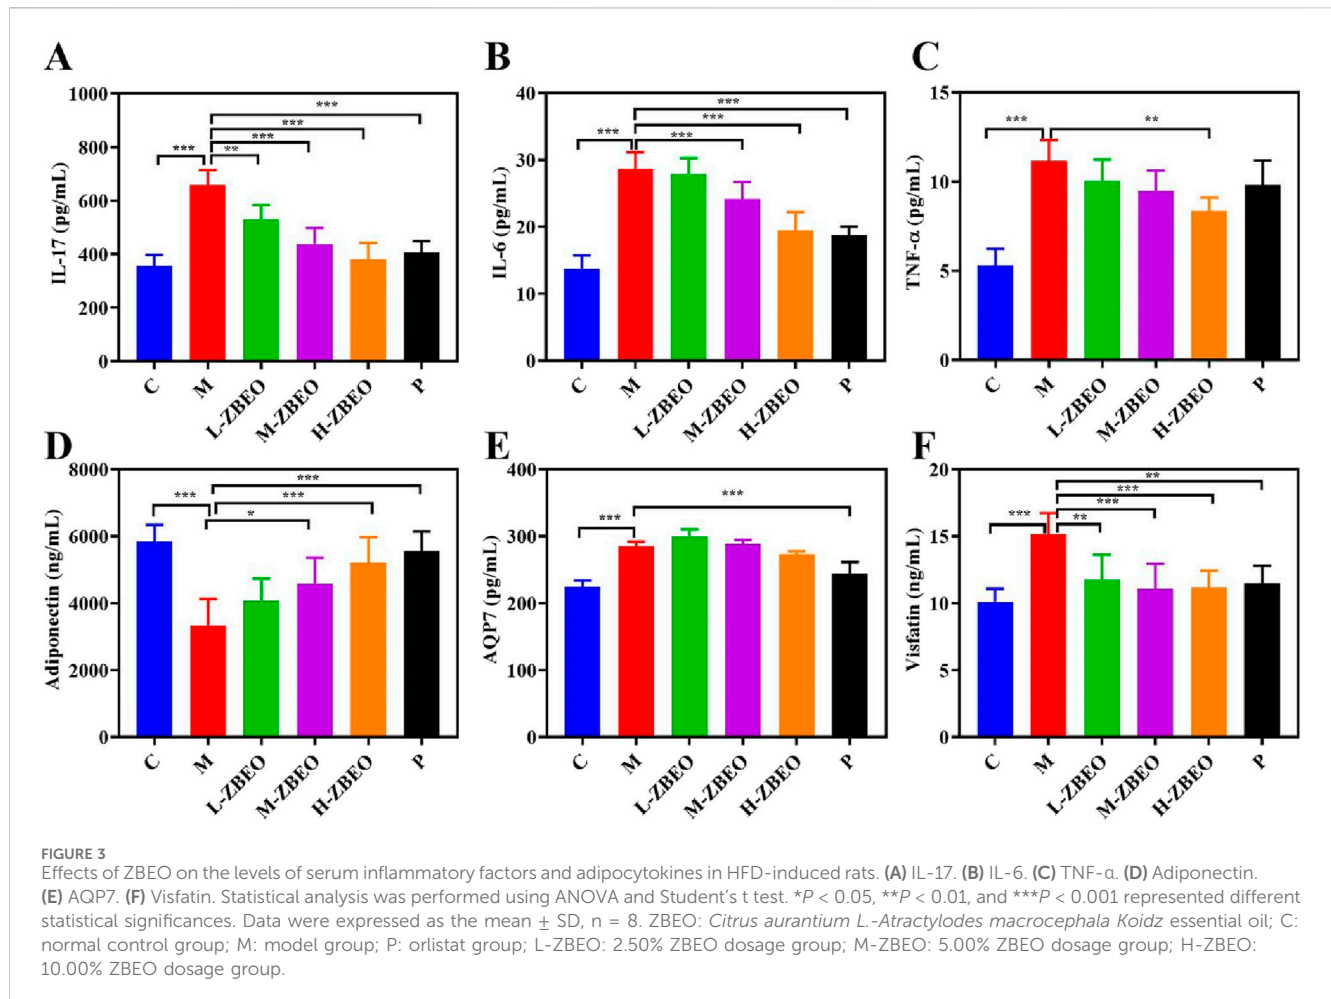 A
IL-17 (pg/mL)
1000
800
600
400
200
0
***
***
***
***
**
C
M
L-ZBEO
M-ZBEO
H-ZBEO
P
B
IL-6 (pg/mL)
40
30
20
10
0
***
***
***
***
C
M
L-ZBEO
M-ZBEO
H-ZBEO
P
C
TNF-α (pg/mL)
15
10
5
0
***
**
C
M
L-ZBEO
M-ZBEO
H-ZBEO
P
D
Adiponectin (ng/mL)
8000
6000
4000
2000
0
***
***
***
*
C
M
L-ZBEO
M-ZBEO
H-ZBEO
P
E
AQP7 (pg/mL)
400
300
200
100
0
***
***
C
M
L-ZBEO
M-ZBEO
H-ZBEO
P
F
Visfatin (ng/mL)
20
15
10
5
0
**
***
***
***
**
C
M
L-ZBEO
M-ZBEO
H-ZBEO
P
FIGURE 3
Effects of ZBEO on the levels of serum inflammatory factors and adipocytokines in HFD-induced rats. (A) IL-17. (B) IL-6. (C) TNF-α. (D) Adiponectin.
(E) AQP7. (F) Visfatin. Statistical analysis was performed using ANOVA and Student's t test. *P < 0.05, **P < 0.01, and ***P < 0.001 represented different
statistical significances. Data were expressed as the mean ± SD, n = 8. ZBEO: Citrus aurantium L.-Atractylodes macrocephala Koidz essential oil; C:
normal control group; M: model group; P: orlistat group; L-ZBEO: 2.50% ZBEO dosage group; M-ZBEO: 5.00% ZBEO dosage group; H-ZBEO:
10.00% ZBEO dosage group.